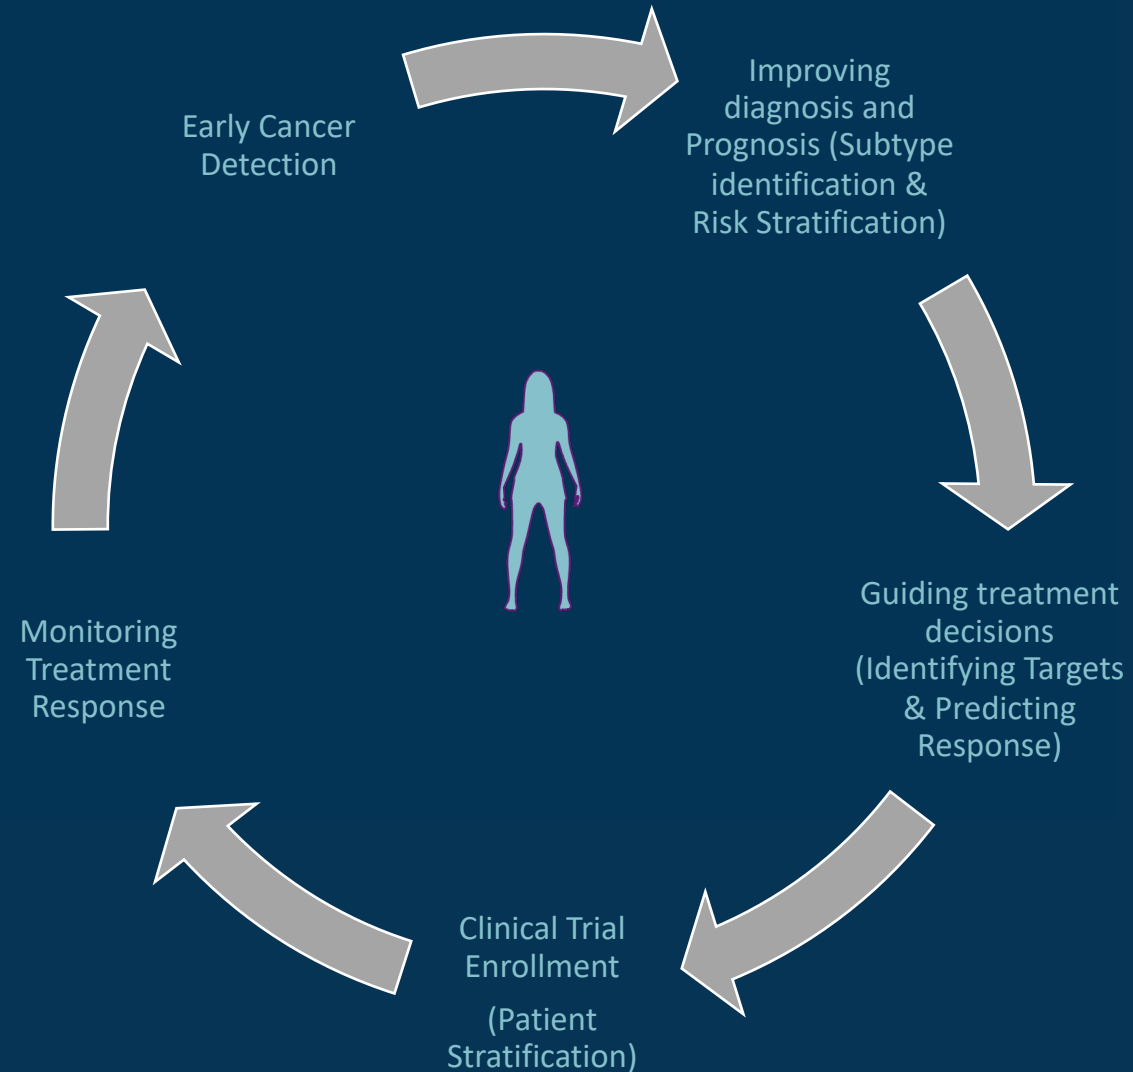 Early Cancer
Detection
Improving
diagnosis and
Prognosis (Subtype
identification &
Risk Stratification)
Guiding treatment
decisions
(Identifying Targets
& Predicting
Response)
Clinical Trial
Enrollment
(Patient
Stratification)
Monitoring
Treatment
Response